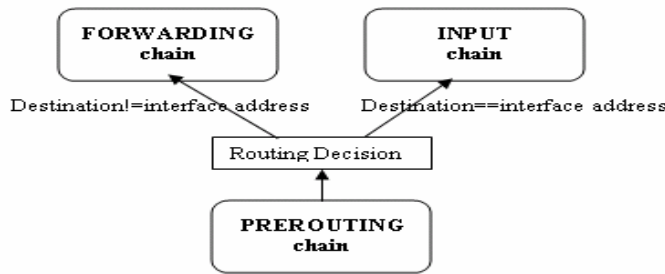 FORWARDING
chain
INPUT
chain
Destination!=interface address
Destination==interface address
Routing Decision
PREROUTING
chain